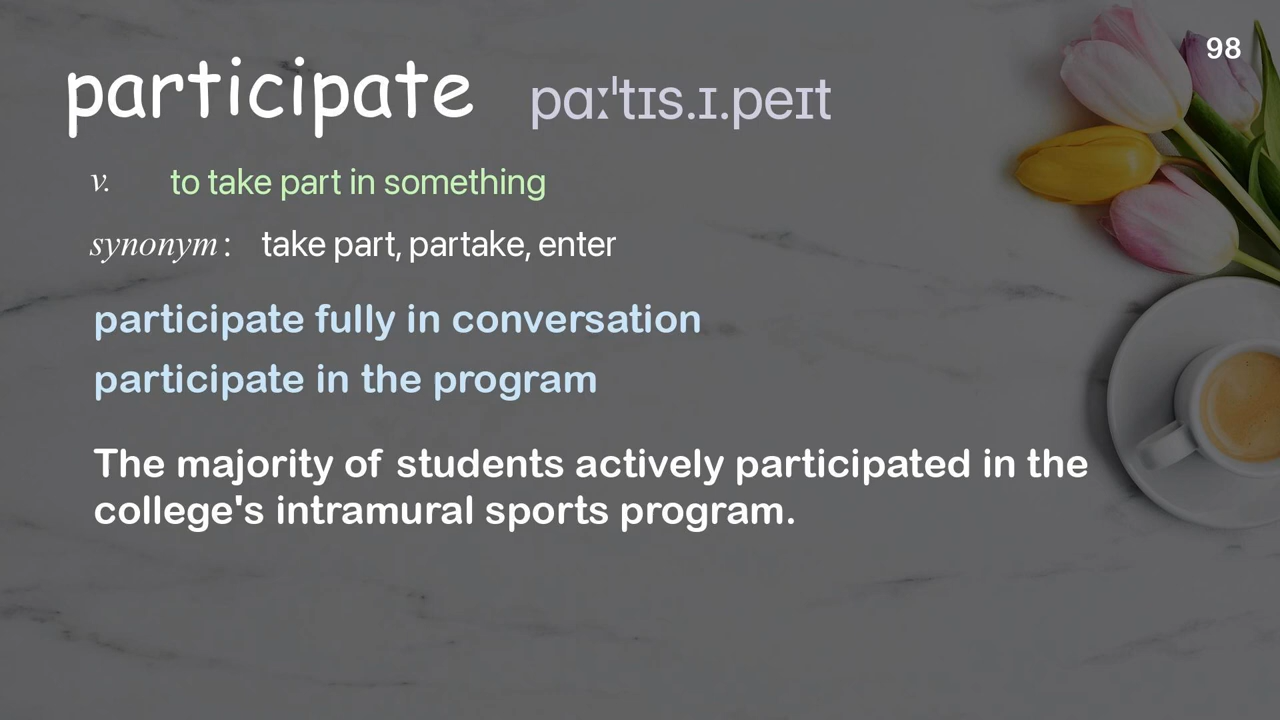 98
participate pɑːˈtɪs.ɪ.peɪt
v. to take part in something
synonym: take part, partake, enter
participate fully in conversation
participate in the program
The majority of students actively participated in the
college's intramural sports program.